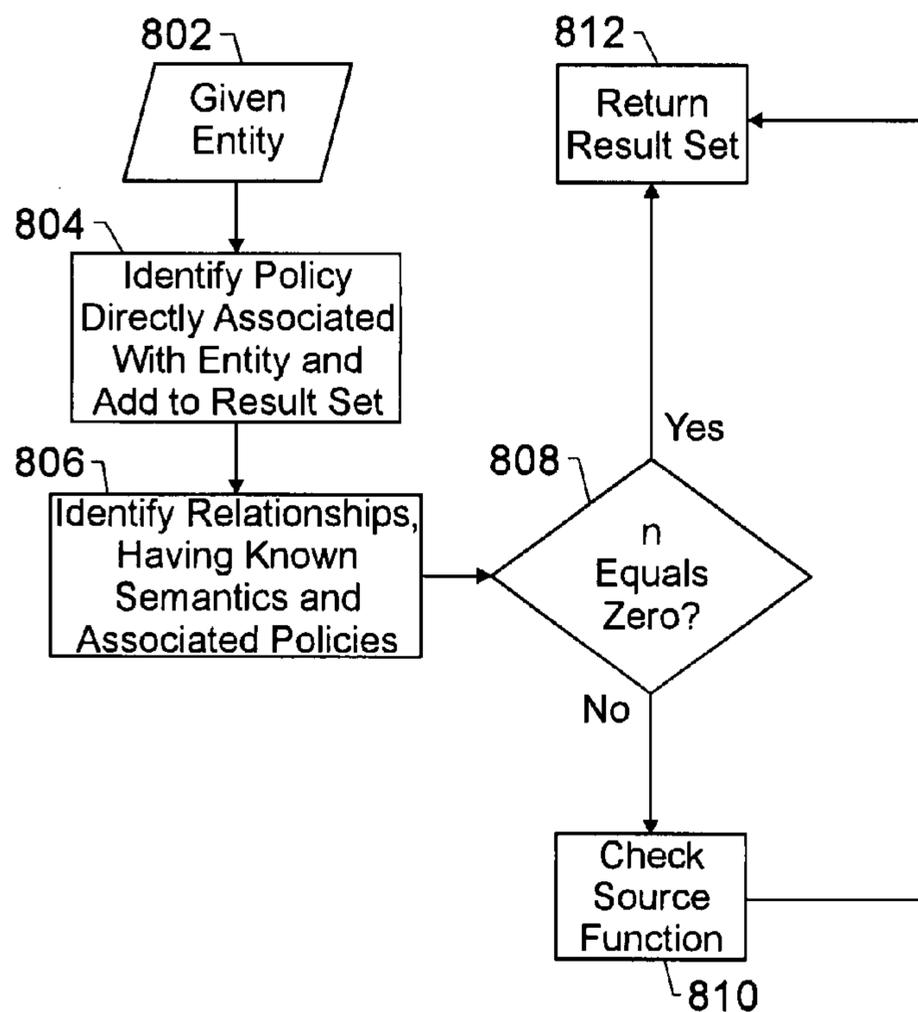 802
Given
Entity
804
Identify Policy
Directly Associated
With Entity and
Add to Result Set
806
Identify Relationships,
Having Known
Semantics and
Associated Policies
808
n
Equals
Zero?
Yes
No
812
Return
Result Set
Check
Source
Function
810